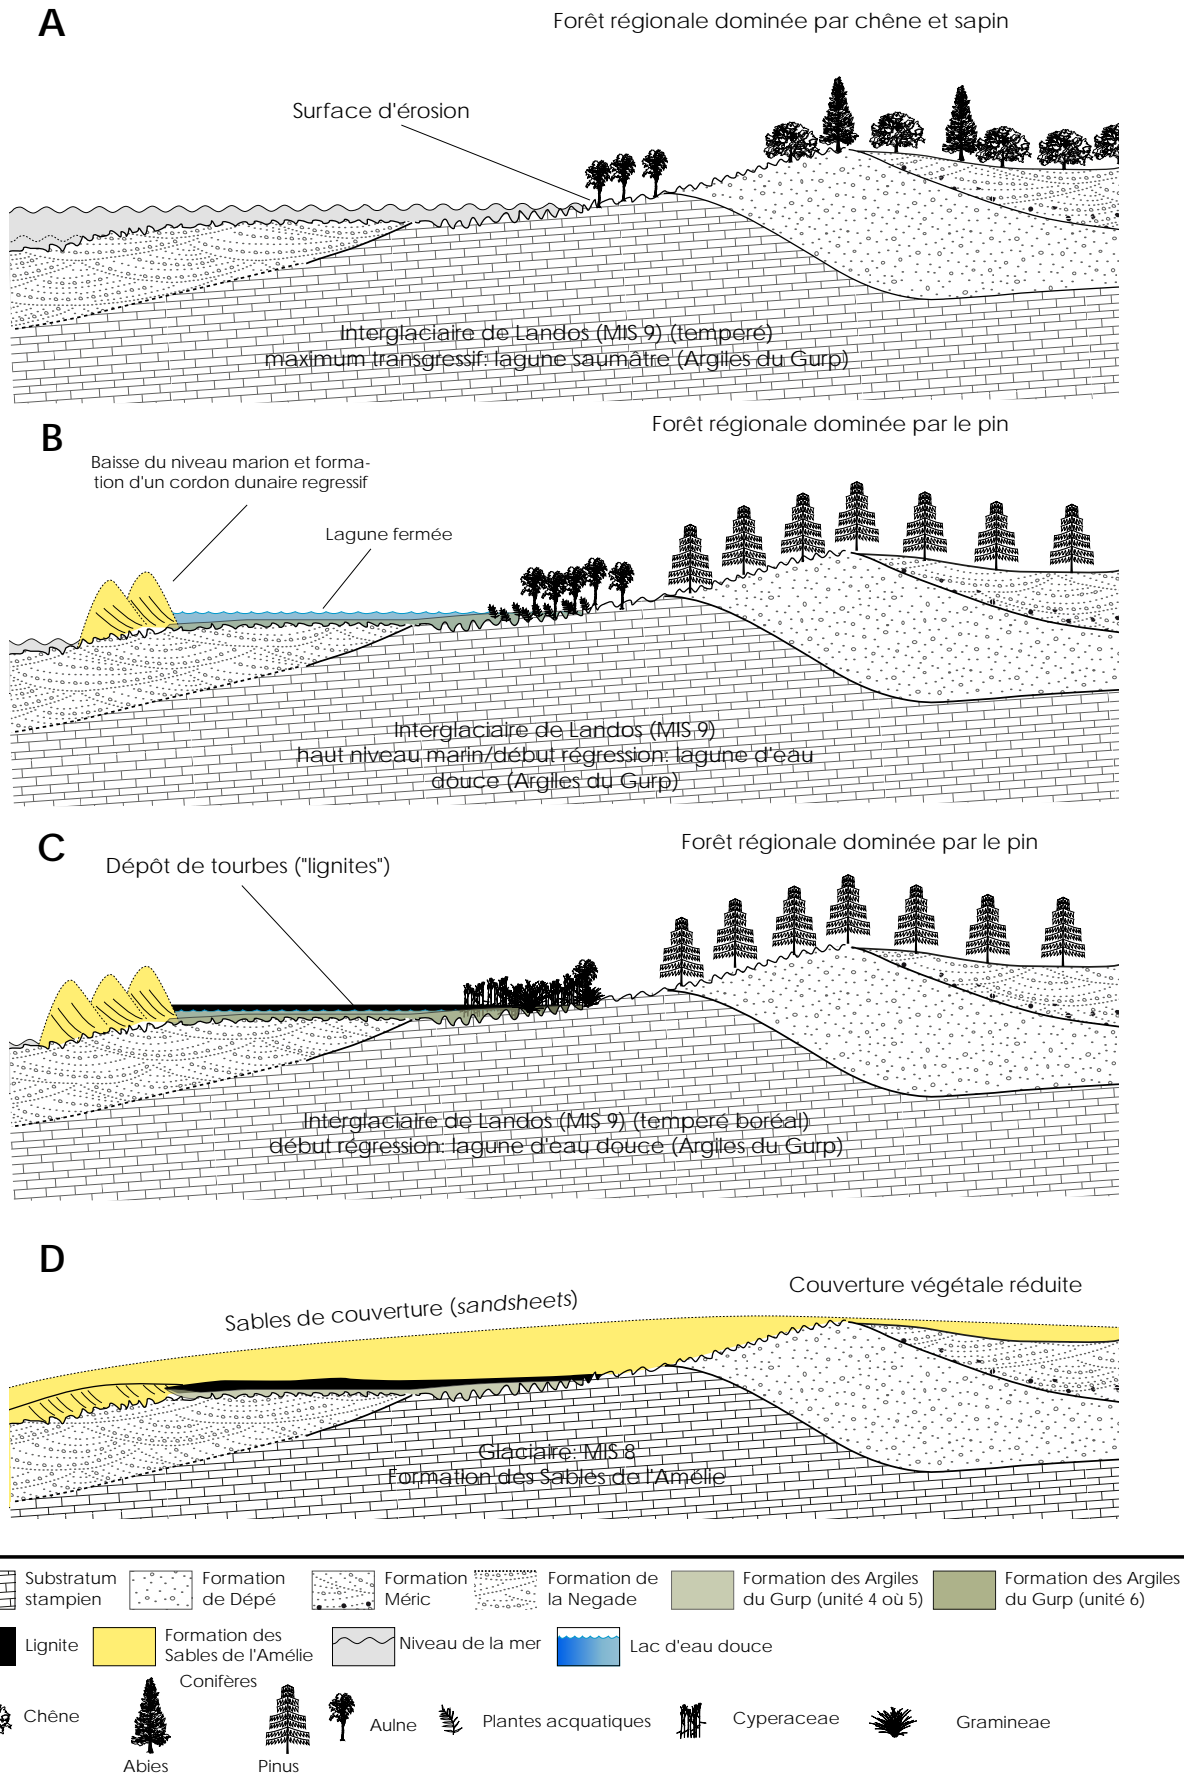 A
Forêt régionale dominée par chêne et sapin
Surface d'érosion
Interglaciaire de Landos (MIS 9) (temperé)
maximum transgressif: lagune saumâtre (Argiles du Gurp)
B
Forêt régionale dominée par le pin
Baisse du niveau marion et forma-
tion d'un cordon dunaire regressif
Lagune fermée
Interglaciaire de Landos (MIS 9)
haut niveau marin/début régression: lagune d'eau
douce (Argiles du Gurp)
C
Forêt régionale dominée par le pin
Dépôt de tourbes ("lignites")
Interglaciaire de Landos (MIS 9) (temperé boréal)
début régression: lagune d'eau douce (Argiles du Gurp)
D
Couverture végétale réduite
Sables de couverture (sandsheets)
Glaciaire: MIS 8
Formation des Sables de l'Amélie
Substratum
stampien
Formation
de Dépé
Formation
Méric
Formation de
la Negade
Formation des Argiles
du Gurp (unité 4 où 5)
Formation des Argiles
du Gurp (unité 6)
Lignite
Formation des
Sables de l'Amélie
Niveau de la mer
Lac d'eau douce
Conifères
Chêne
Abies
Pinus
Aulne
Plantes acquatiques
Cyperaceae
Gramineae